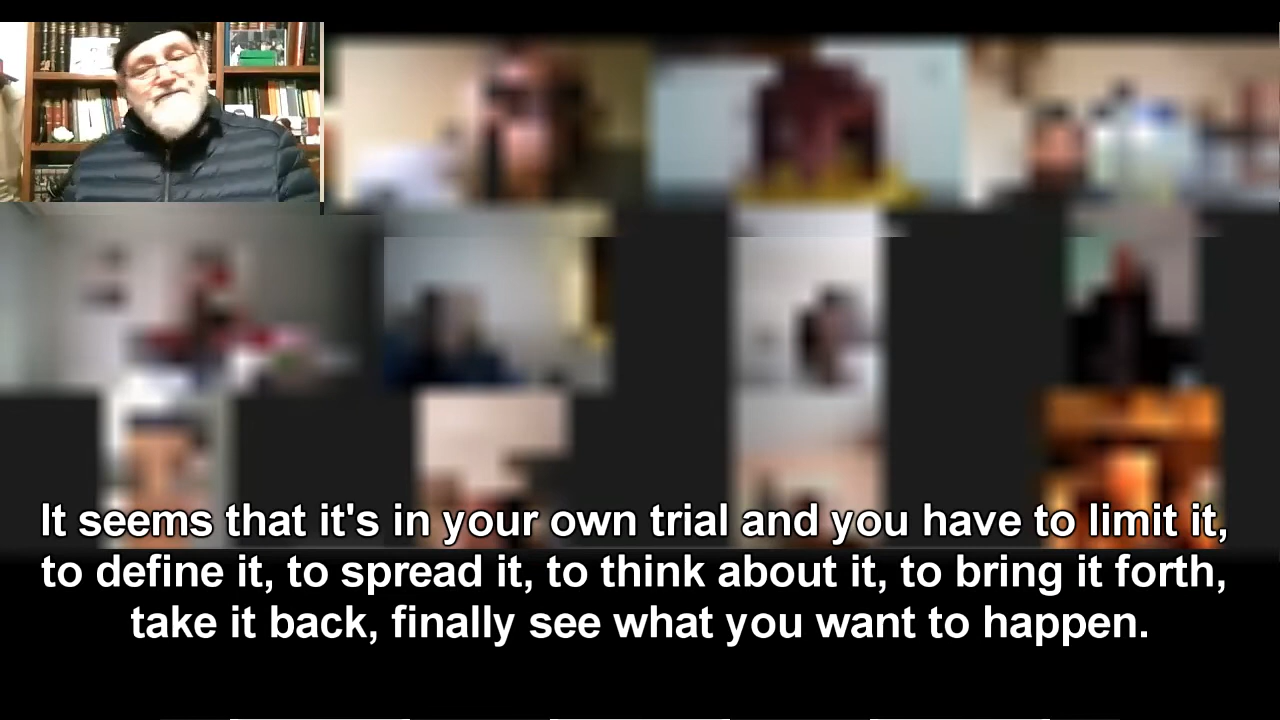 It seems that it's in your own trial and you have to limit it,
to define it, to spread it, to think about it, to bring it forth,
take it back, finally see what you want to happen.